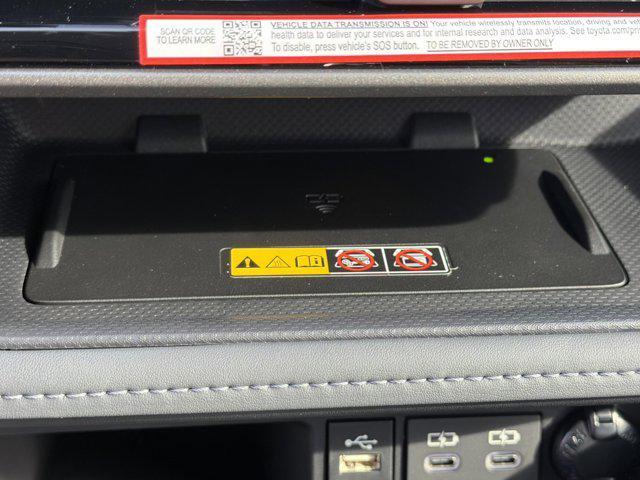 SCAN QR CODE
TO LEARN MORE
VEHICLE DATA TRANSMISSION IS ON! Your vehicle wirelessly transmits location, driving and veh
health data to deliver your services and for internal research and data analysis. See toyota.com/priv
To disable, press vehicle's SOS button. TO BE REMOVED BY OWNER ONLY